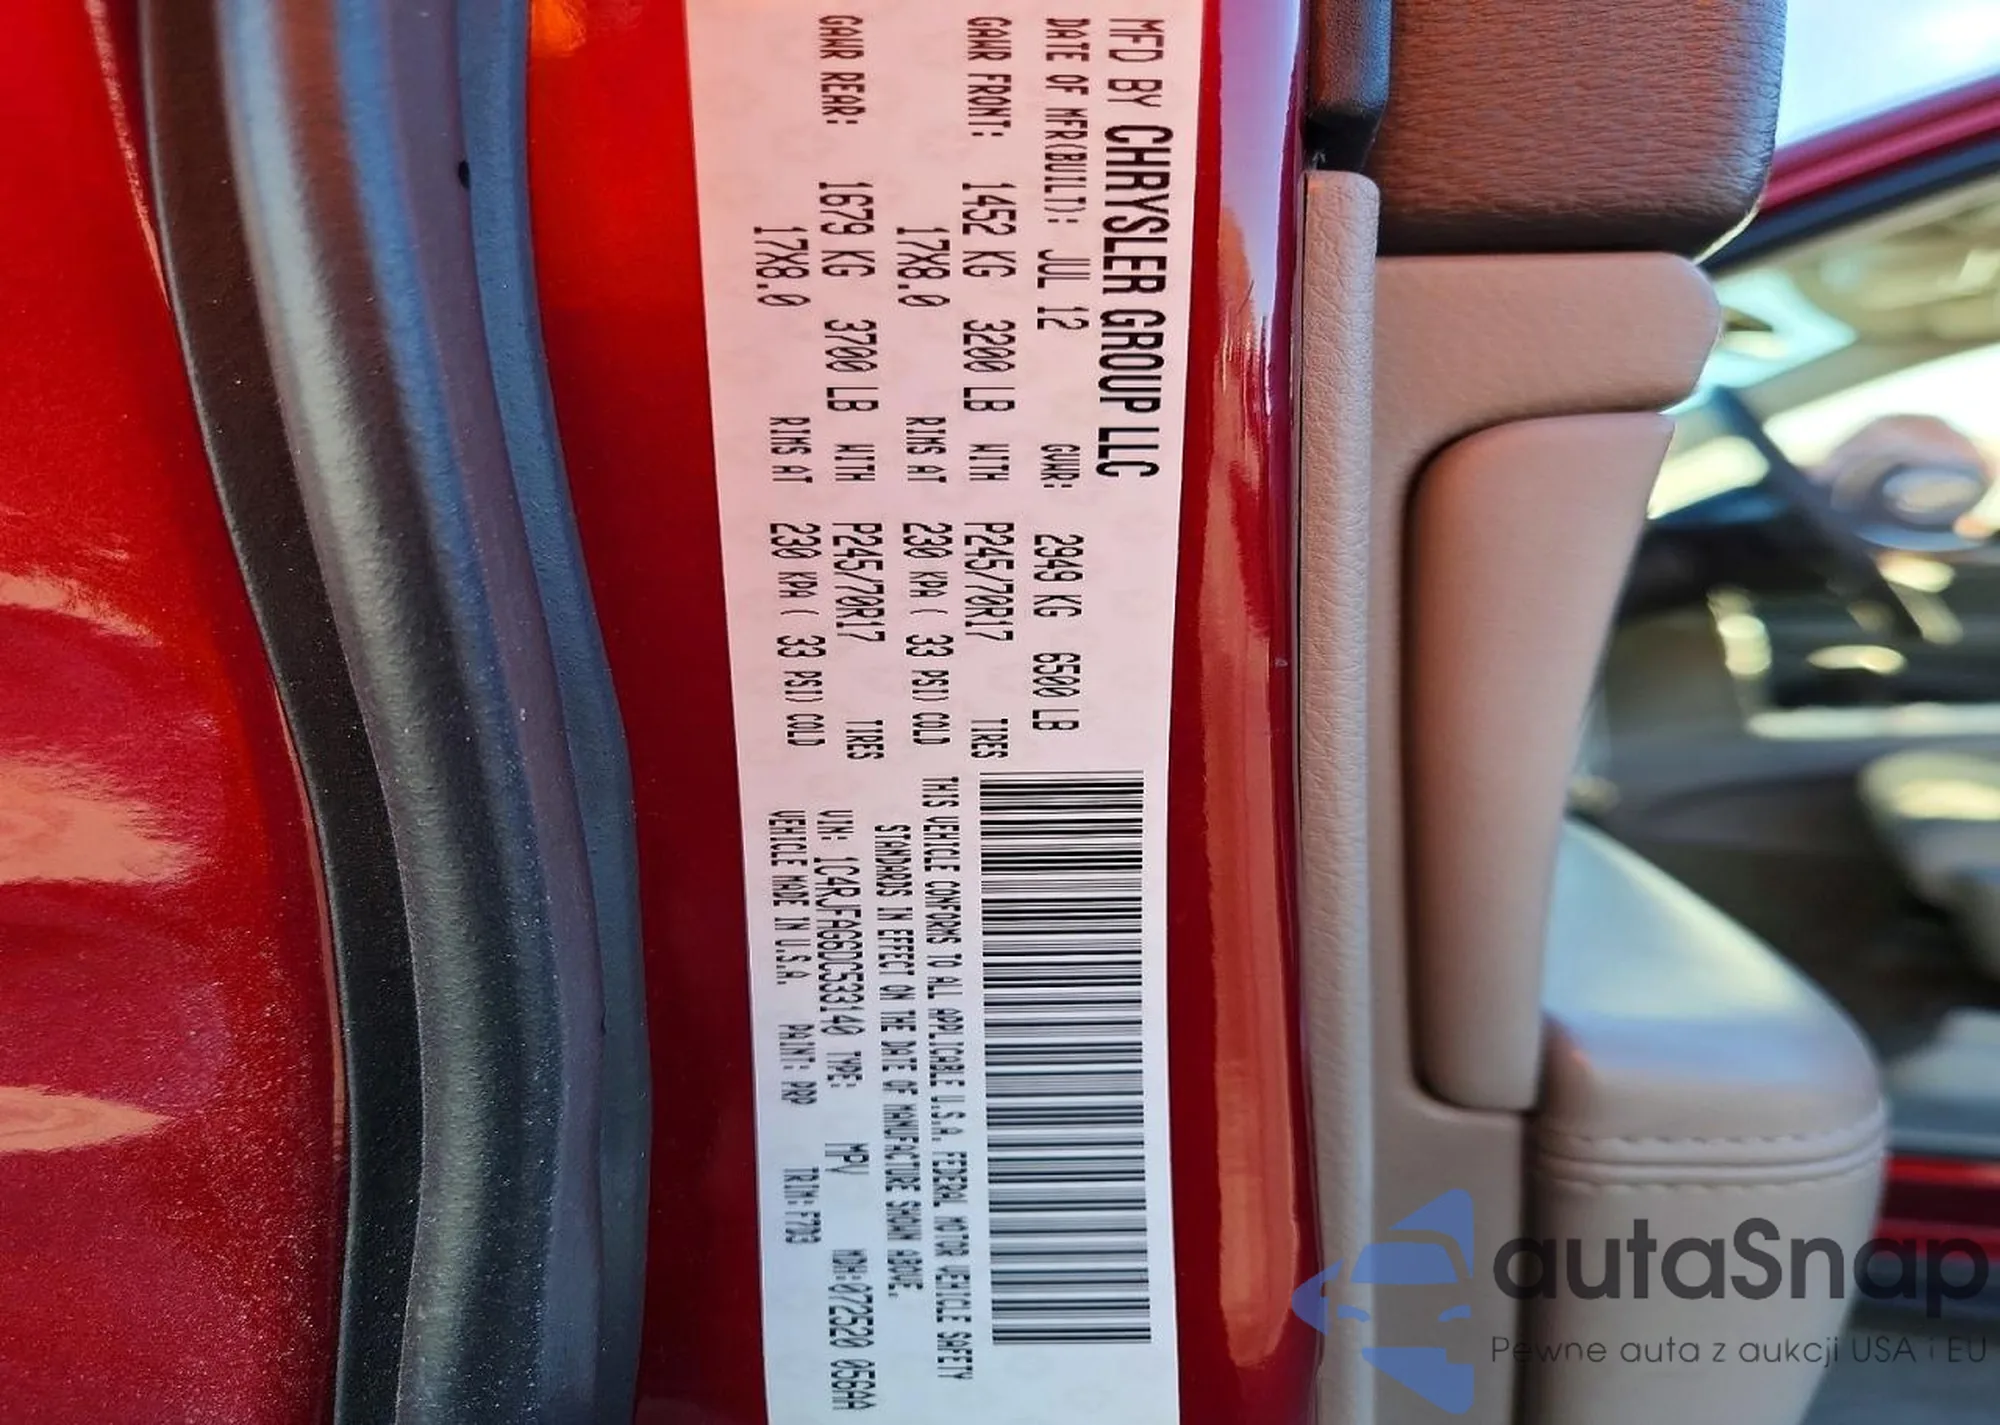 MFD BY CHRYSLER GROUP LLC
DATE OF MFR(BUILT): JUL 12 GVWR: 2949 KG 6500 LB
GAWR FRONT: 1452 KG 3200 LB WITH P245/70R17 TIRES
17X8.0 RIMS AT 230 KPA ( 33 PSI) COLD
GAWR REAR: 1679 KG 3700 LB WITH P245/70R17 TIRES
17X8.0 RIMS AT 230 KPA ( 33 PSI) COLD
THIS VEHICLE CONFORMS TO ALL APPLICABLE U.S.A. FEDERAL MOTOR VEHICLE SAFETY
STANDARDS IN EFFECT ON THE DATE OF MANUFACTURE SHOWN ABOVE.
VIN: 1C4RJFAG6DC533140 TYPE: MPV MDH:072520 056AA
VEHICLE MADE IN U.S.A. PAINT: PRP TRIM:F7D3
autaSnap
Pewne auta z aukcji USA i EU